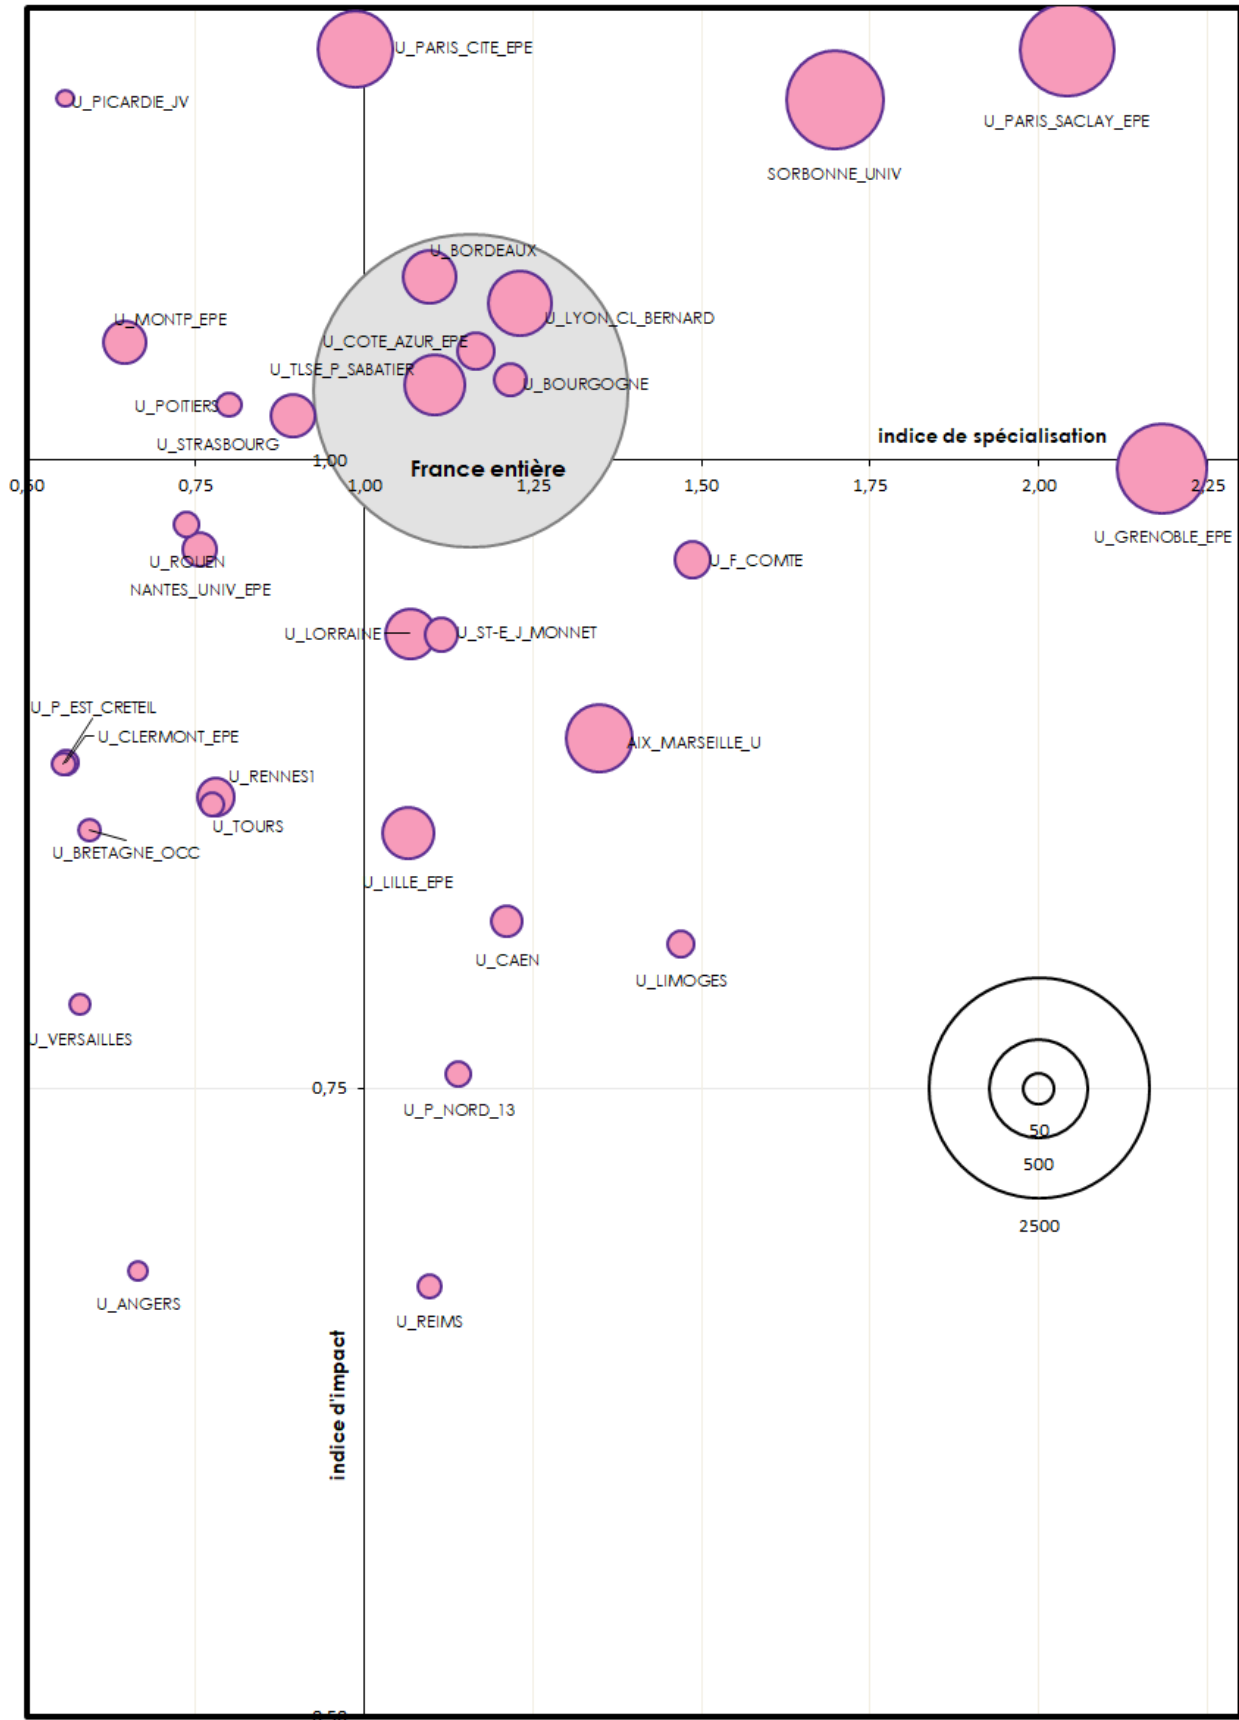 U_PARIS_CITE_EPE
U_PICARDIE_JV
U_PARIS_SACLAY_EPE
SORBONNE_UNIV
U_BORDEAUX
U_MONTP_EPE
U_LYON_CL_BERNARD
U_COTE_AZUR_EPE
U_TLSE_P_SABATIER
U_BOURGOGNE
U_POITIERS
U_STRASBOURG
indice de spécialisation
1,00
France entière
0,50
0,75
1,00
1,25
1,50
1,75
2,00
2,25
U_GRENOBLE_EPE
U_ROUEN
U_F_COMTE
NANTES_UNIV_EPE
U_LORRAINE
U_ST-E_J_MONNET
U_P_EST_CRETEIL
U_CLERMONT_EPE
AIX_MARSEILLE_U
U_RENNES1
U_TOURS
U_BRETAGNE_OCC
U_LILLE_EPE
U_CAEN
U_LIMOGES
U_VERSAILLES
0,75
U_P_NORD_13
50
500
2500
U_ANGERS
U_REIMS
indice d'impact
0,50